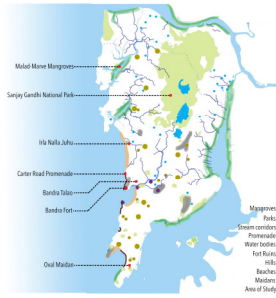 Malad-Marve Mangroves
Sanjay Gandhi National Park
Irla Nalla Juhu
Carter Road Promenade
Bandra Talao
Bandra Fort
Oval Maidan
Mangroves
Parks
Stream corridors
Promenade
Water bodies
Fort Ruins
Hills
Beaches
Maidans
Area of Study